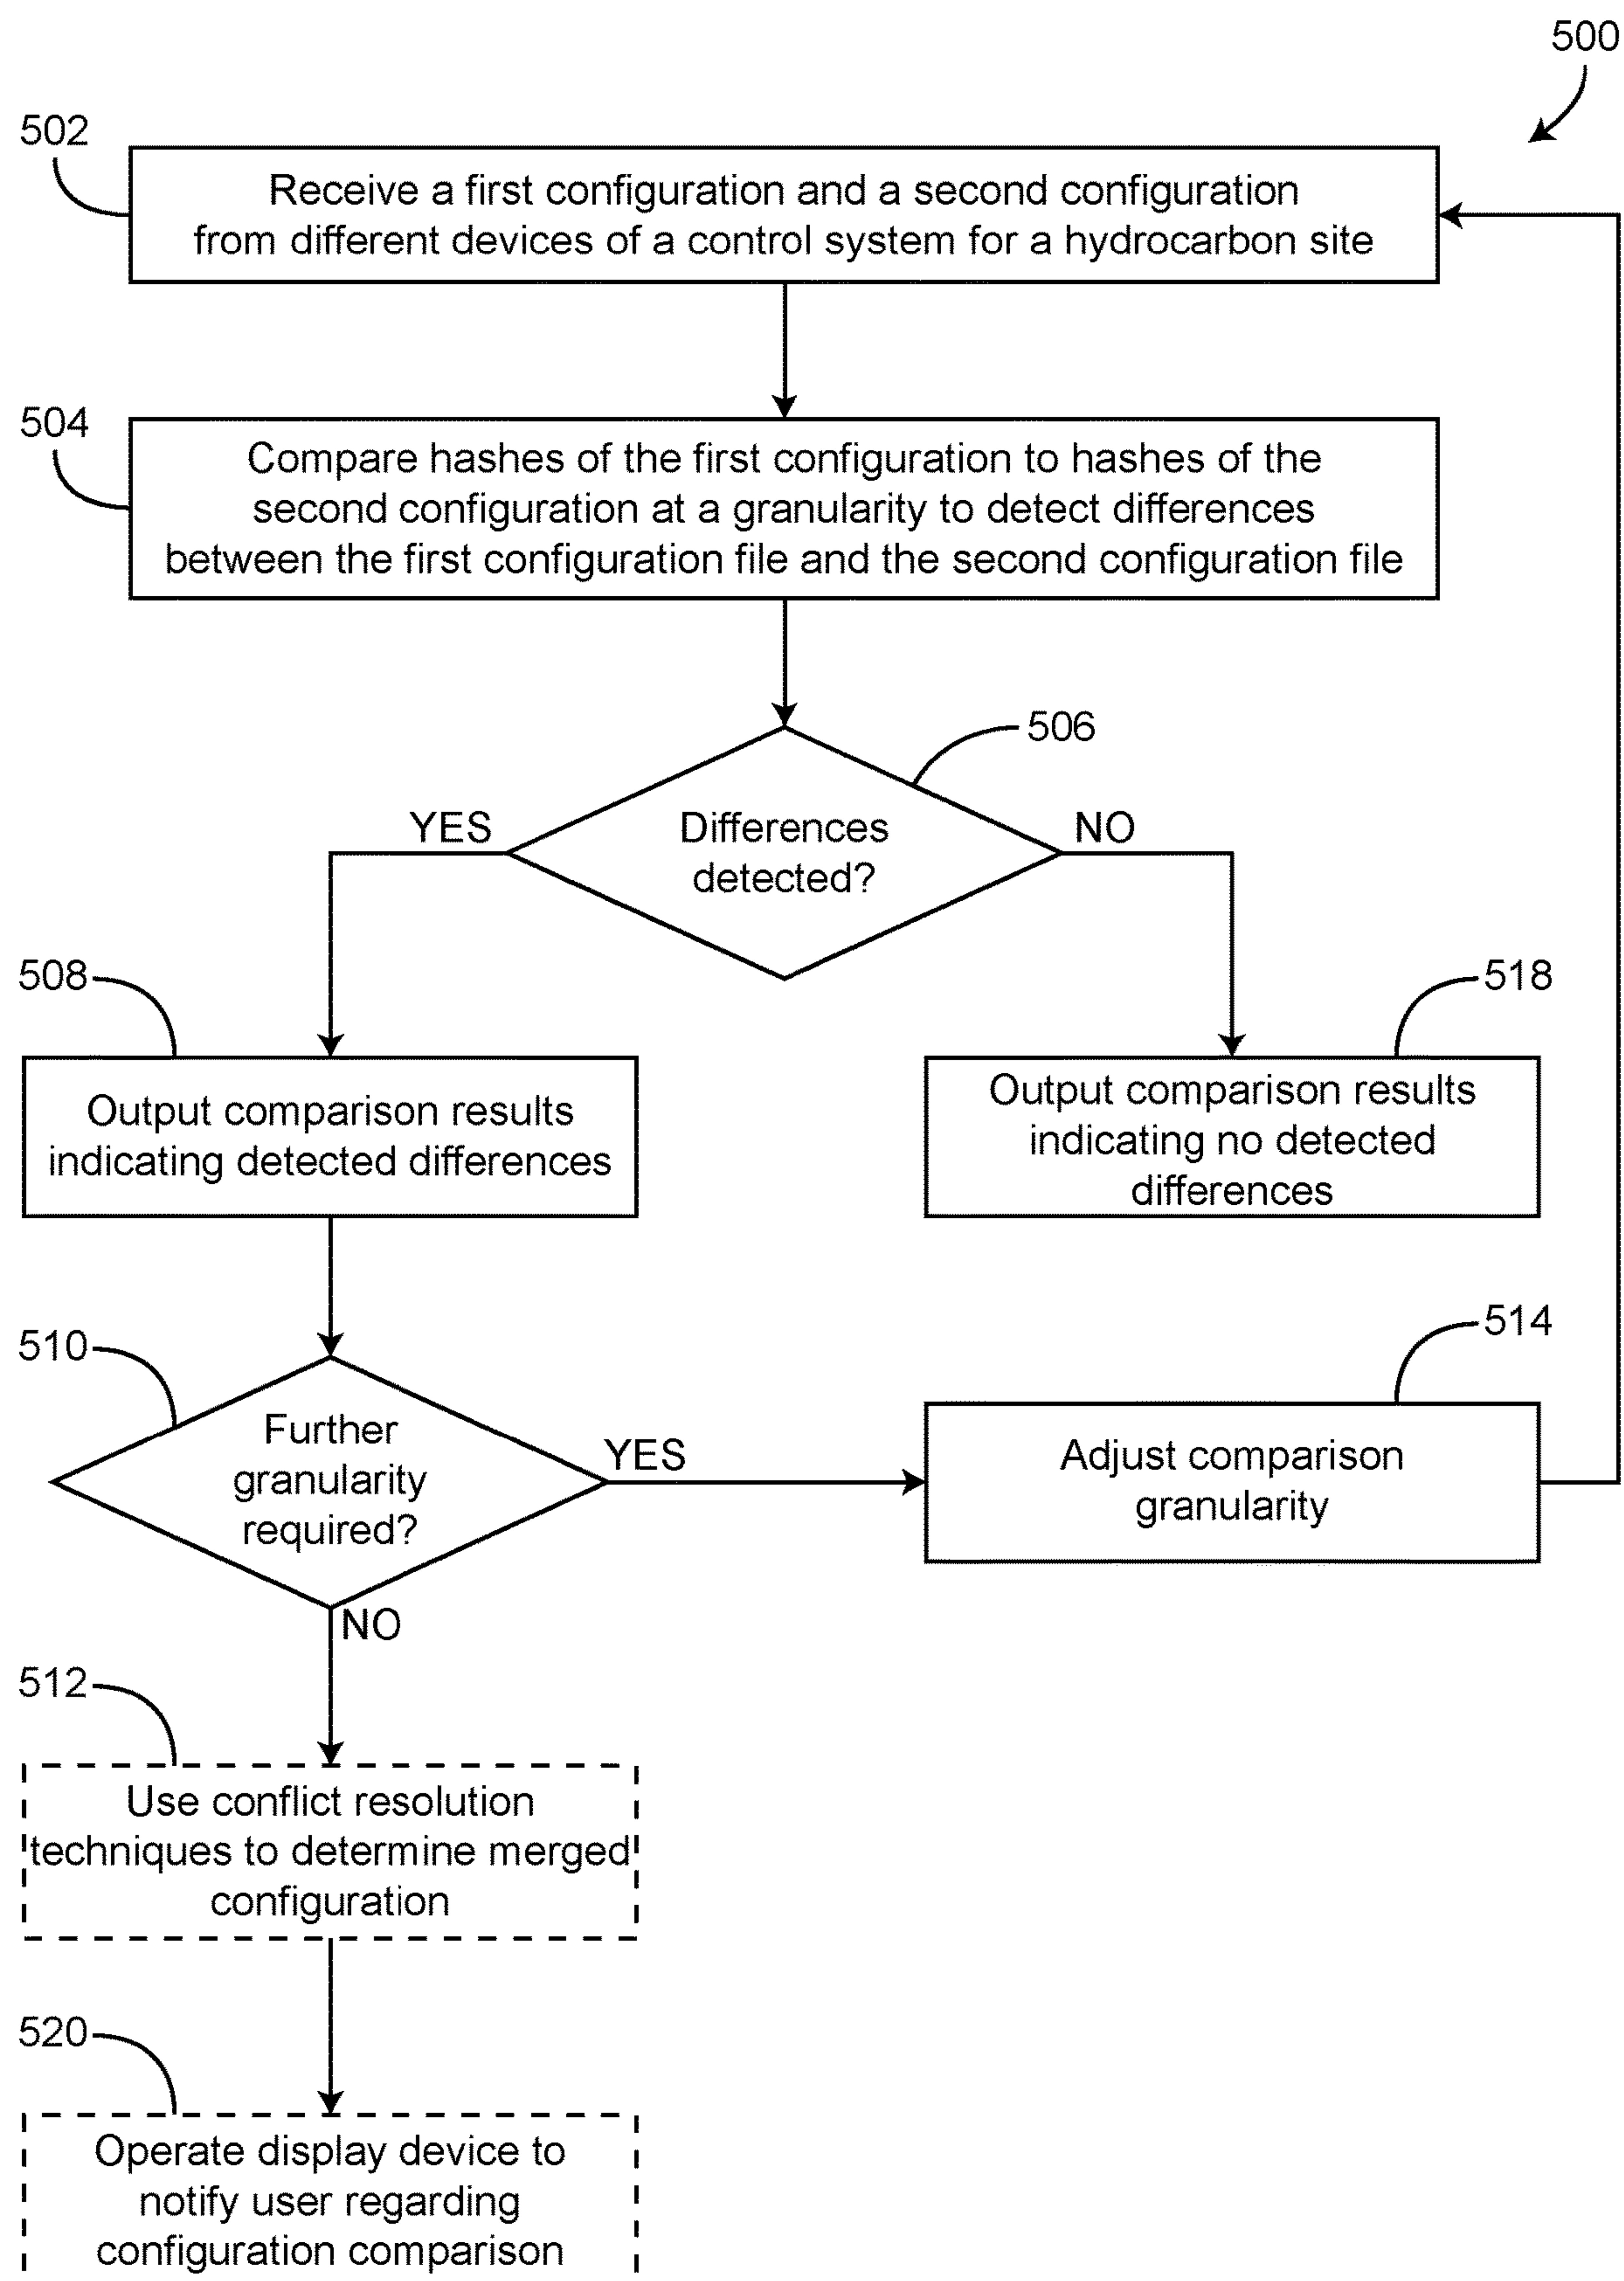 500
502
Receive a first configuration and a second configuration
from different devices of a control system for a hydrocarbon site
504
Compare hashes of the first configuration to hashes of the
second configuration at a granularity to detect differences
between the first configuration file and the second configuration file
506
YES
Differences
detected?
NO
508
Output comparison results
indicating detected differences
518
Output comparison results
indicating no detected
differences
510
Further
granularity
required?
YES
NO
514
Adjust comparison
granularity
512
Use conflict resolution
techniques to determine merged
configuration
520
Operate display device to
notify user regarding
configuration comparison